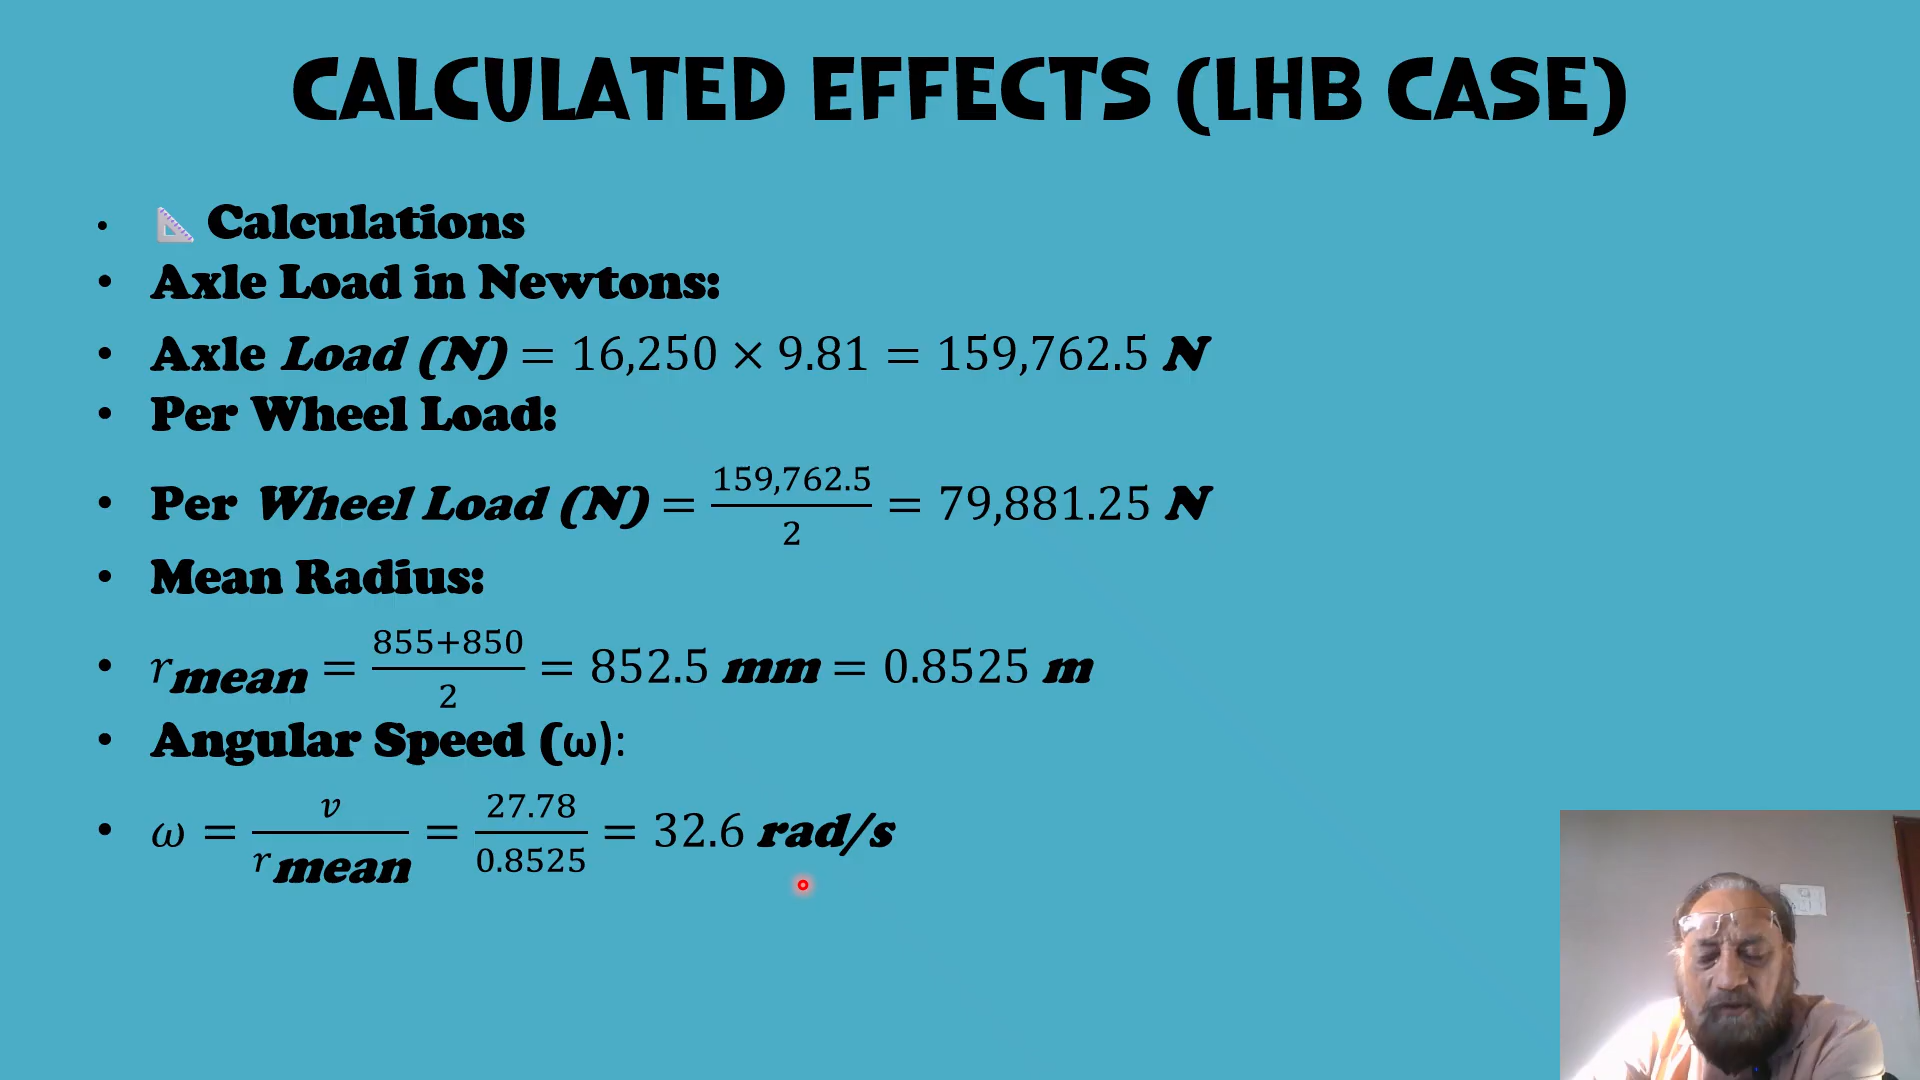 CALCULATED EFFECTS (LHB CASE)
• 📐 Calculations
• Axle Load in Newtons:
• Axle Load (N) = 16,250 × 9.81 = 159,762.5 N
• Per Wheel Load:
• Per Wheel Load (N) = 159,762.5 / 2 = 79,881.25 N
• Mean Radius:
• r mean = 855+850 / 2 = 852.5 mm = 0.8525 m
• Angular Speed (ω):
• ω = v / r mean = 27.78 / 0.8525 = 32.6 rad/s